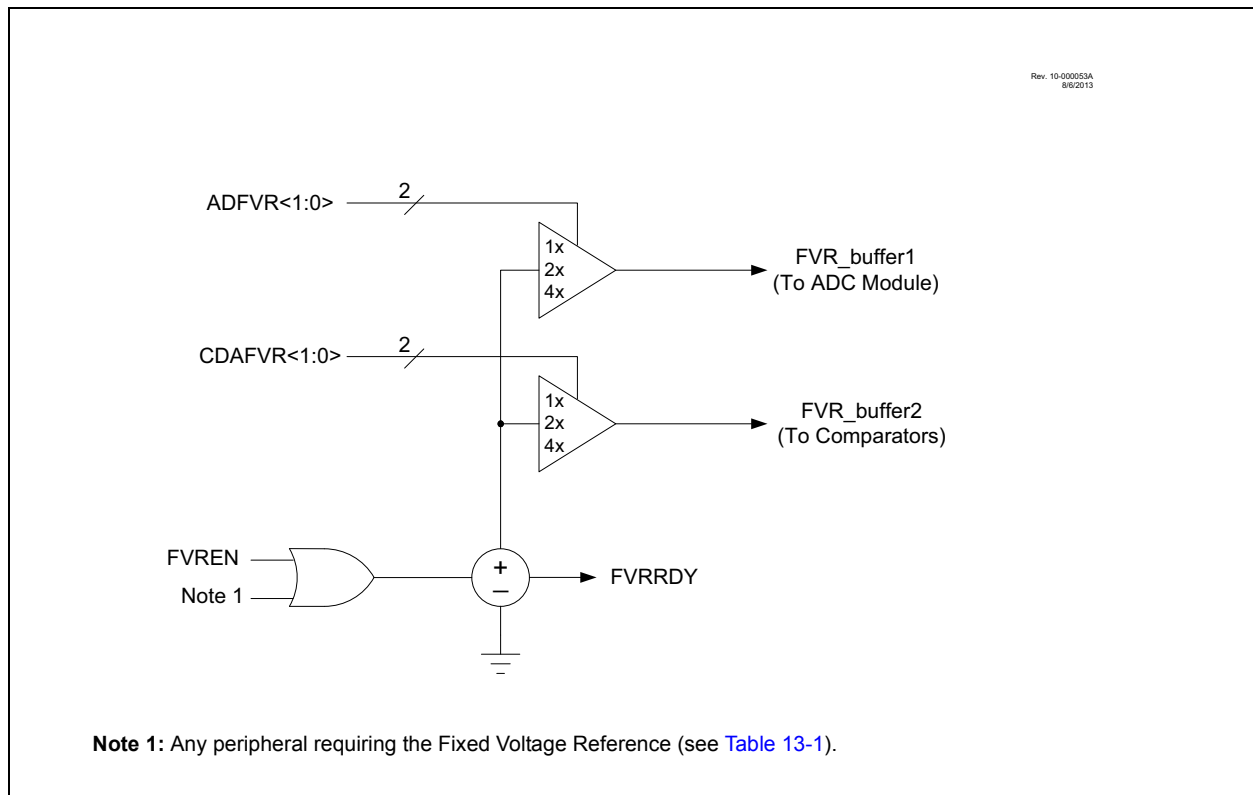 Rev. 10-000053A
8/6/2013
ADFVR<1:0>
2
1x
2x
4x
FVR_buffer1
(To ADC Module)
CDAFVR<1:0>
2
1x
2x
4x
FVR_buffer2
(To Comparators)
FVREN
Note 1
+
–
FVRRDY
Note 1: Any peripheral requiring the Fixed Voltage Reference (see Table 13-1).